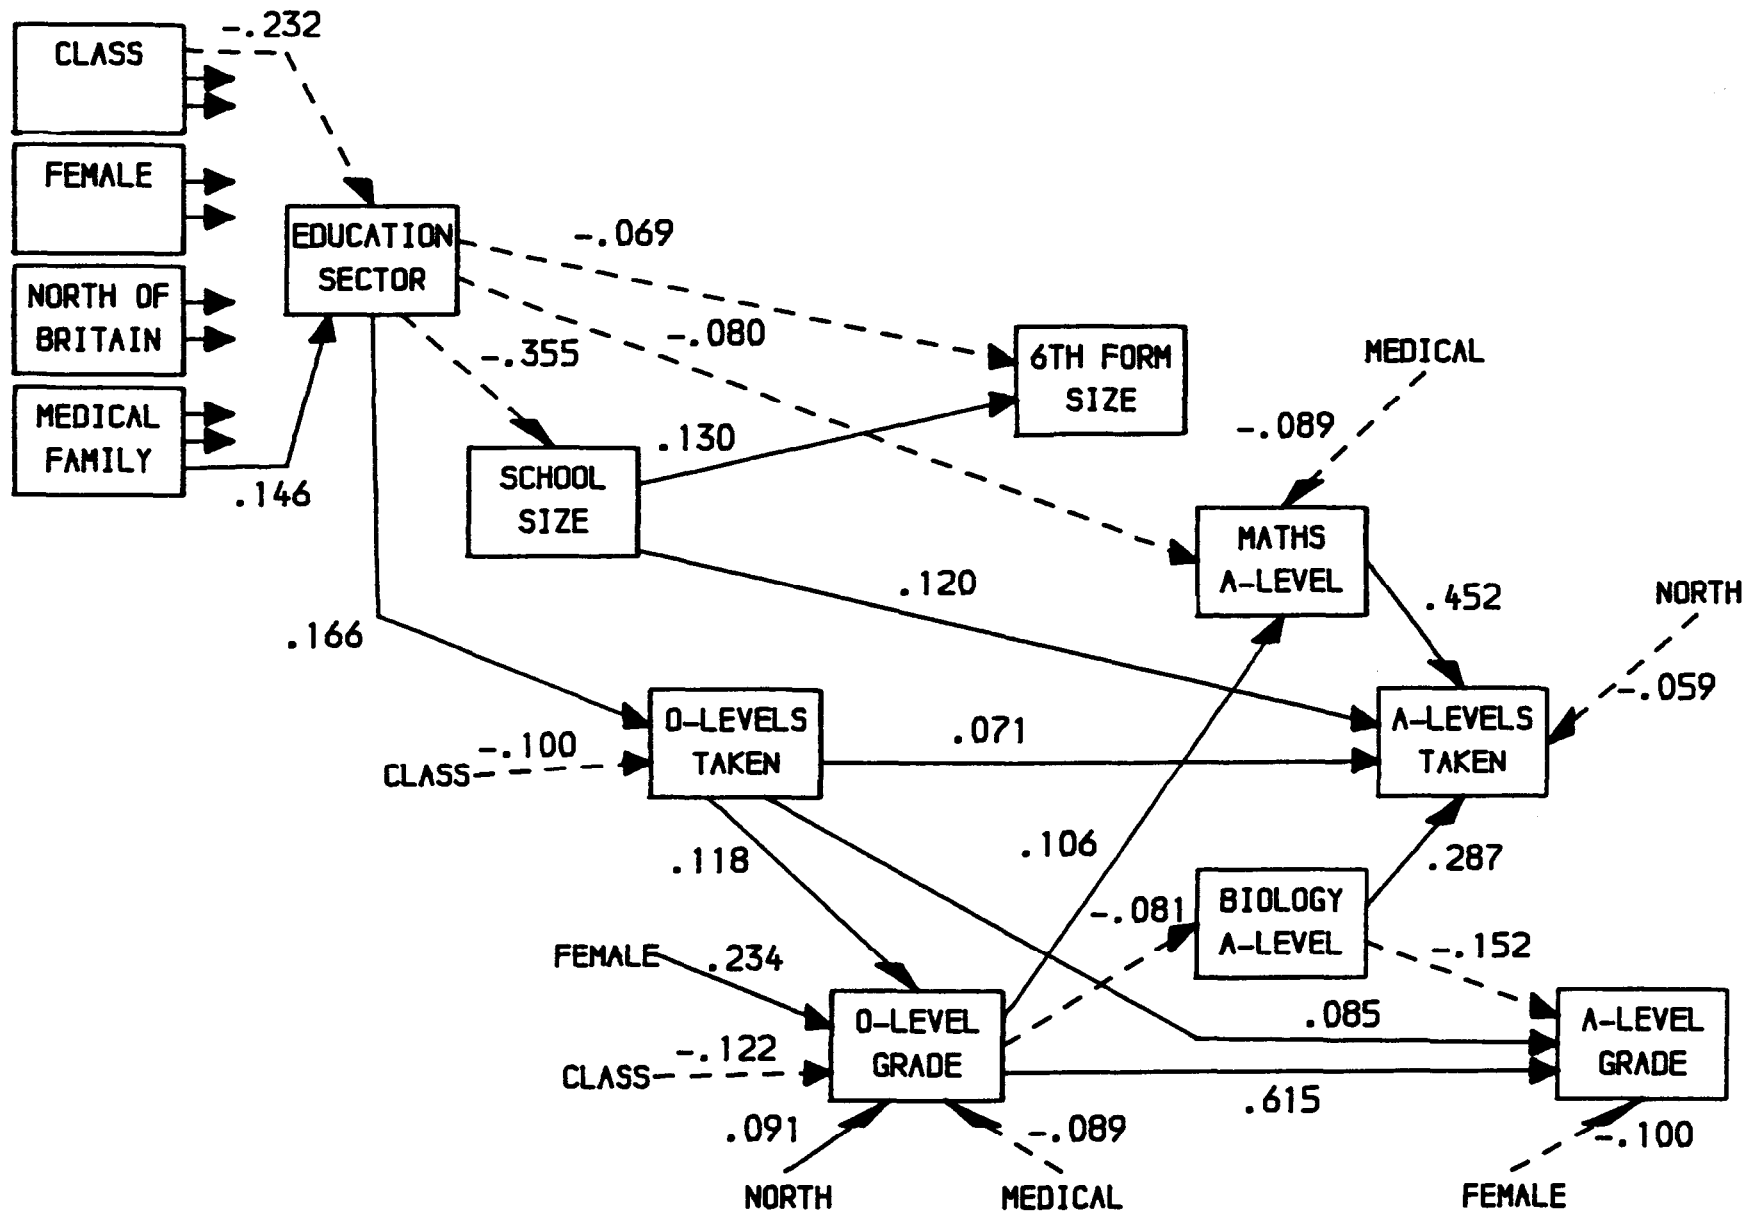 -.232
CLASS
FEMALE
NORTH OF
BRITAIN
MEDICAL
FAMILY
.146
EDUCATION
SECTOR
-.069
-.080
-.355
6TH FORM
SIZE
MEDICAL
-.089
.130
SCHOOL
SIZE
MATHS
A-LEVEL
.120
.452
NORTH
-.059
.166
O-LEVELS
TAKEN
-.100
CLASS
.071
A-LEVELS
TAKEN
.118
.106
.287
-.081
BIOLOGY
A-LEVEL
-.152
FEMALE
.234
O-LEVEL
GRADE
.085
A-LEVEL
GRADE
-.122
CLASS
.615
.091
-.089
-.100
NORTH
MEDICAL
FEMALE